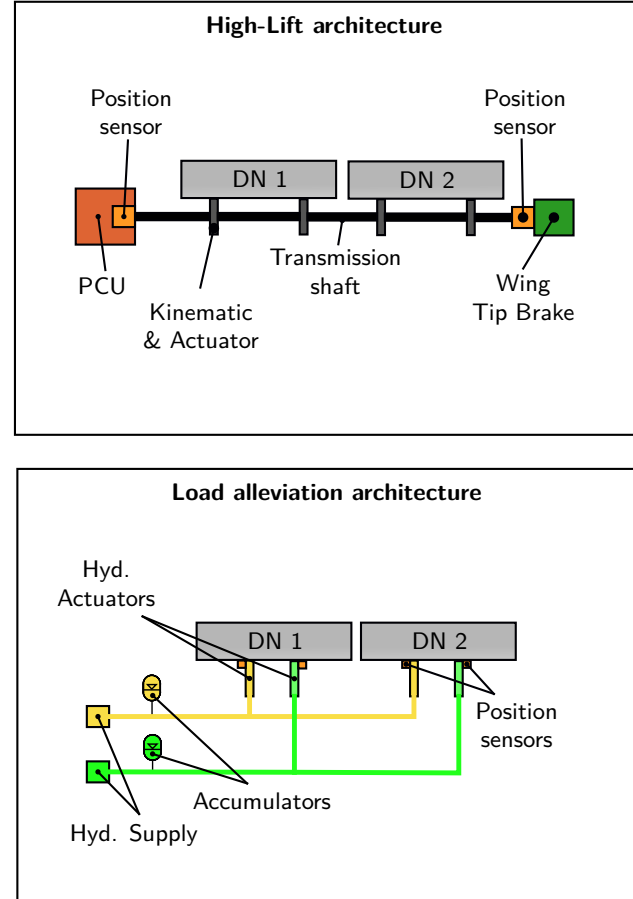 High-Lift architecture
Position
sensor
Position
sensor
DN 1
DN 2
PCU
Transmission
shaft
Wing
Tip Brake
Kinematic
& Actuator
Load alleviation architecture
Hyd.
Actuators
DN 1
DN 2
Position
sensors
Accumulators
Hyd. Supply